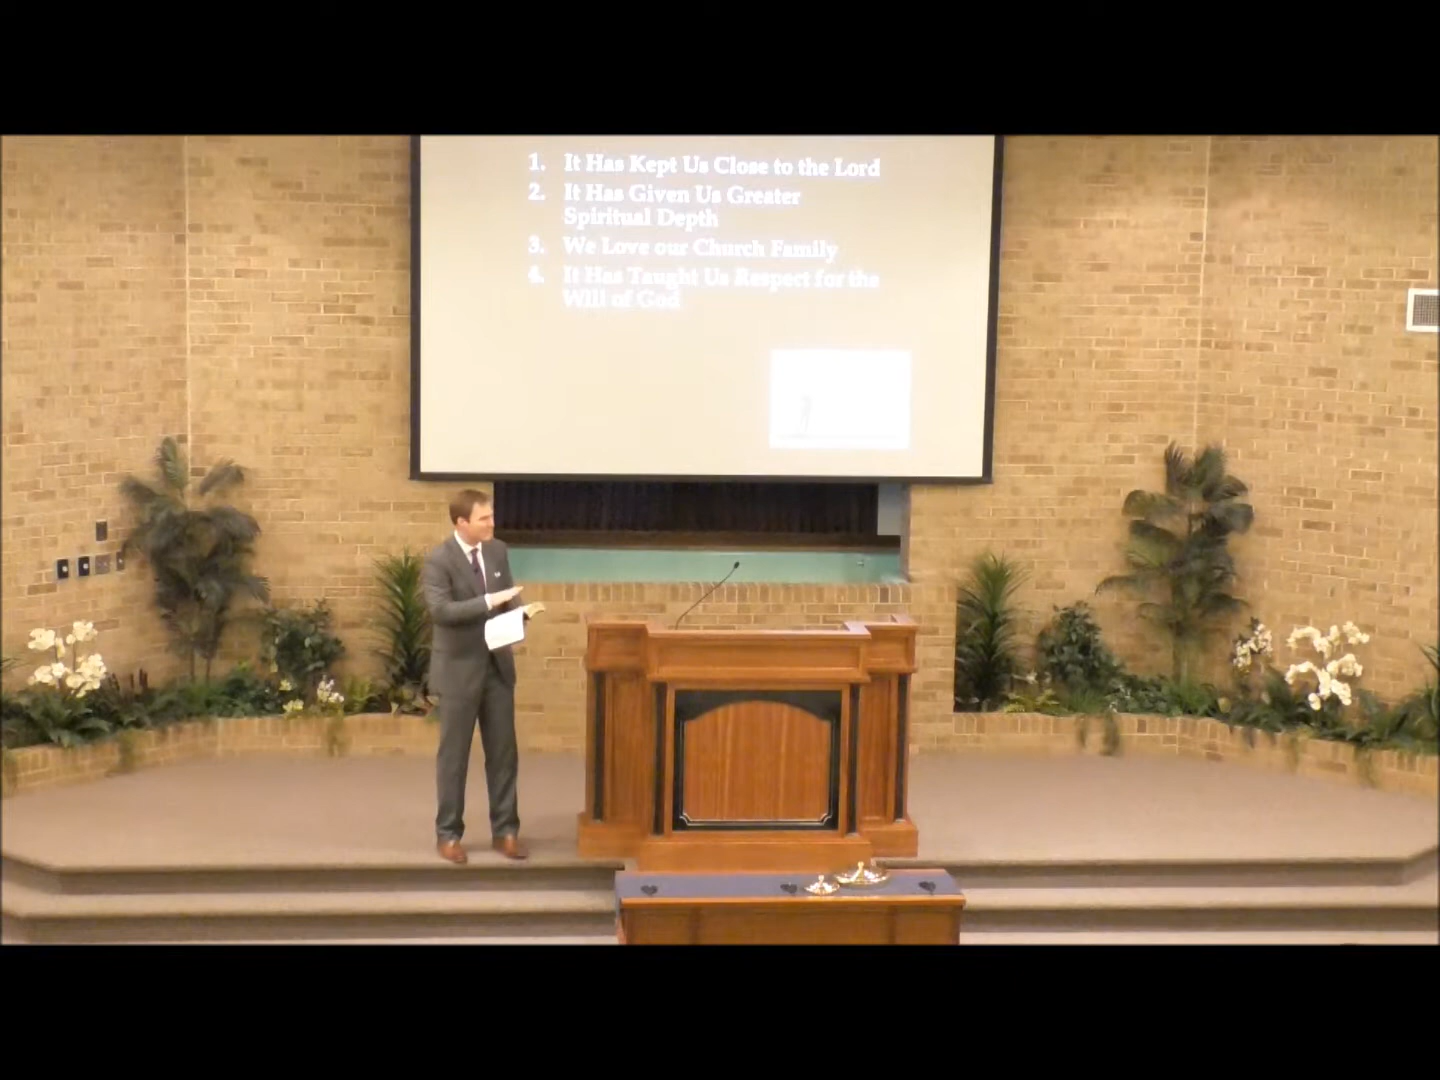 1. It Has Kept Us Close to the Lord
2. It Has Given Us Greater
Spiritual Depth
3. We Love our Church Family
4. It Has Taught Us Respect for the
Will of God